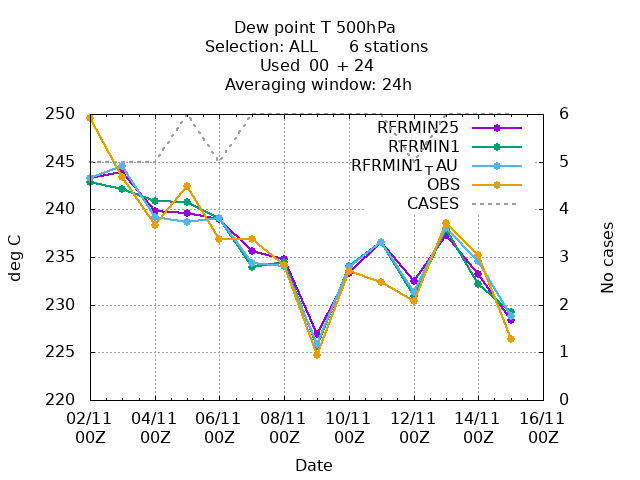 Dew point T 500hPa
Selection: ALL 6 stations
Used 00 + 24
Averaging window: 24h
250 6
RFRMIN25
RFRMIN1
245 RFRMIN1TAU 5
OBS
240 CASES 4
235 3
deg C No cases
230 2
225 1
220 0
02/11 04/11 06/11 08/11 10/11 12/11 14/11 16/11
00Z 00Z 00Z 00Z 00Z 00Z 00Z 00Z
Date